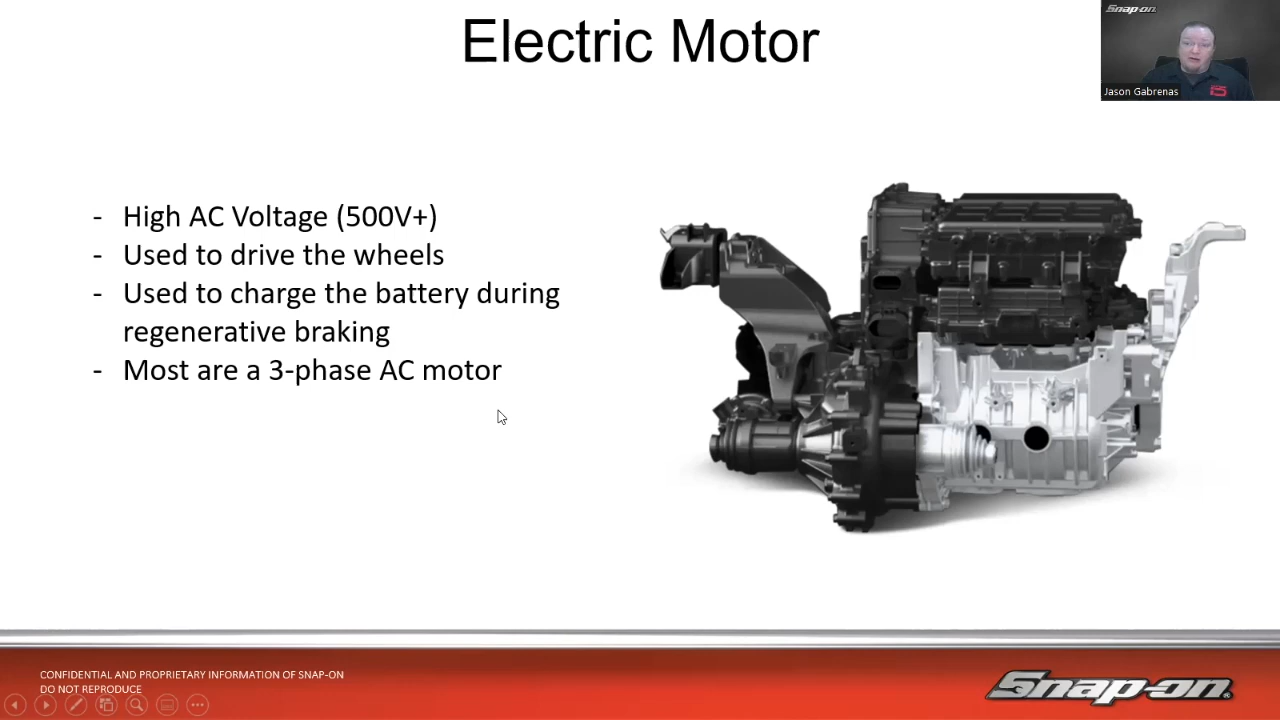 Electric Motor
Snap-on
Jason Gabrenas
- High AC Voltage (500V+)
- Used to drive the wheels
- Used to charge the battery during
regenerative braking
- Most are a 3-phase AC motor
CONFIDENTIAL AND PROPRIETARY INFORMATION OF SNAP-ON
DO NOT REPRODUCE
Snap-on